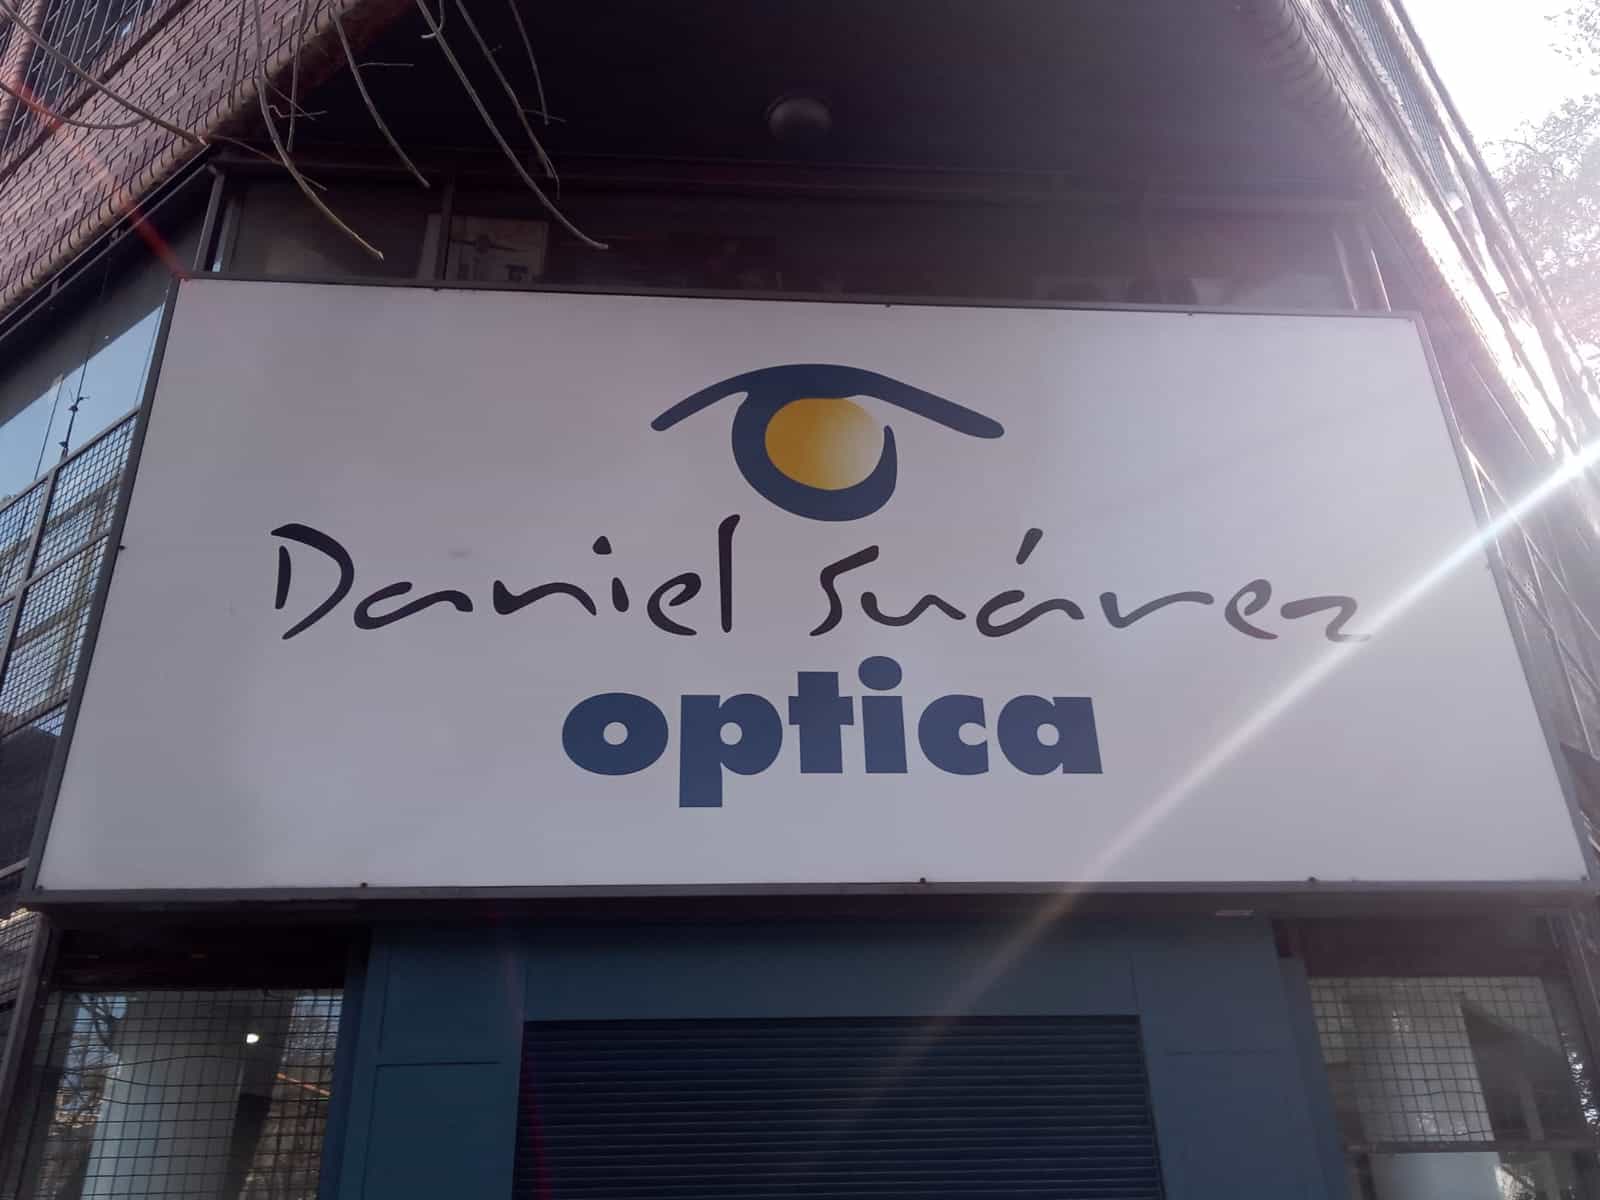 Daniel Suárez
optica